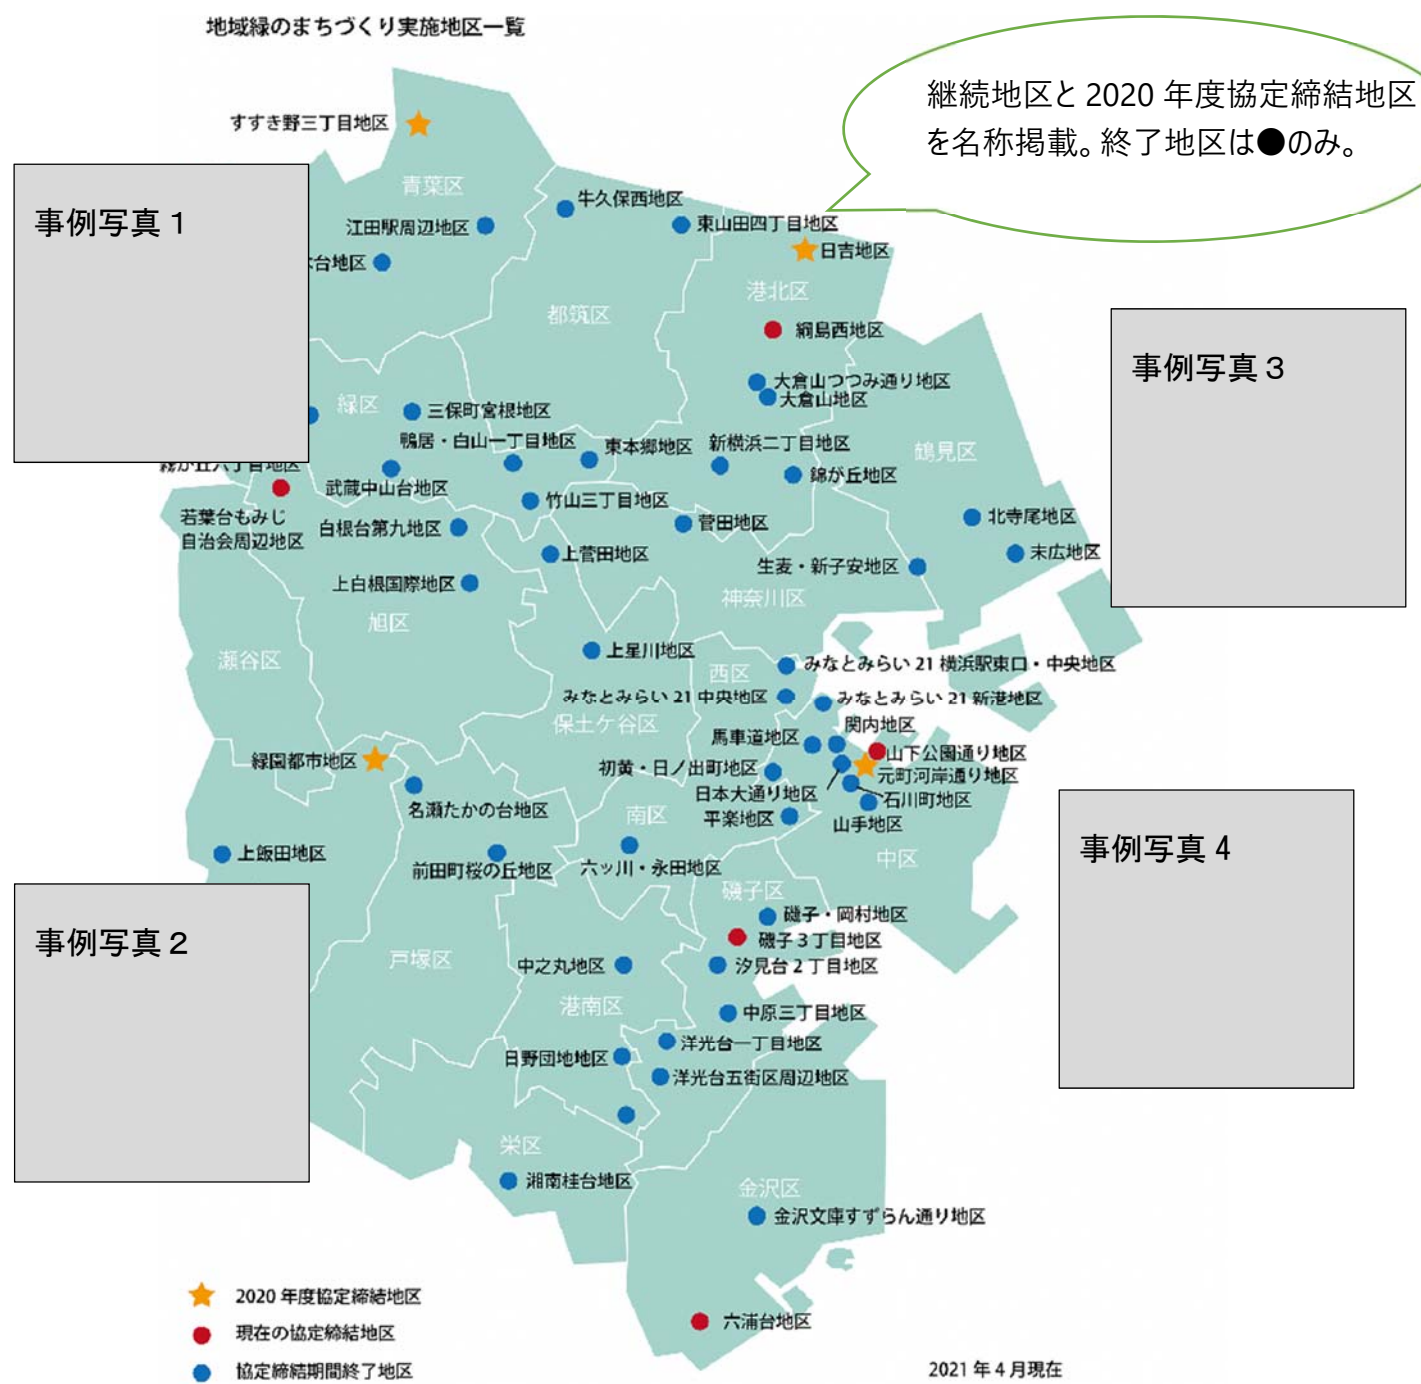 地域緑のまちづくり実施地区一覧
継続地区と 2020 年度協定締結地区
を名称掲載。終了地区は●のみ。
すすき野三丁目地区
青葉区
事例写真１
牛久保西地区
江田駅周辺地区
東山田四丁目地区
日吉地区
台地区
港北区
都筑区
綱島西地区
事例写真３
大倉山つつみ通り地区
大倉山地区
緑区
三保町宮根地区
鴨居・白山一丁目地区
東本郷地区
新横浜二丁目地区
鶴見区
霧が丘六丁目地区
武蔵中山台地区
錦が丘地区
竹山三丁目地区
若葉台もみじ
自治会周辺地区
白根台第九地区
菅田地区
北寺尾地区
上菅田地区
末広地区
生麦・新子安地区
上白根国際地区
神奈川区
旭区
瀬谷区
上星川地区
西区
みなとみらい 21 横浜駅東口・中央地区
みなとみらい 21 中央地区
みなとみらい 21 新港地区
保土ケ谷区
関内地区
馬車道地区
山下公園通り地区
緑園都市地区
初黄・日ノ出町地区
元町河岸通り地区
日本大通り地区
石川町地区
名瀬たかの台地区
南区
平楽地区
山手地区
事例写真４
上飯田地区
前田町桜の丘地区
六ッ川・永田地区
中区
磯子区
磯子・岡村地区
事例写真２
磯子３丁目地区
戸塚区
中之丸地区
汐見台２丁目地区
港南区
中原三丁目地区
洋光台一丁目地区
日野団地地区
洋光台五街区周辺地区
栄区
湘南桂台地区
金沢区
金沢文庫すずらん通り地区
2020 年度協定締結地区
六浦台地区
現在の協定締結地区
協定締結期間終了地区
2021 年 4 月現在